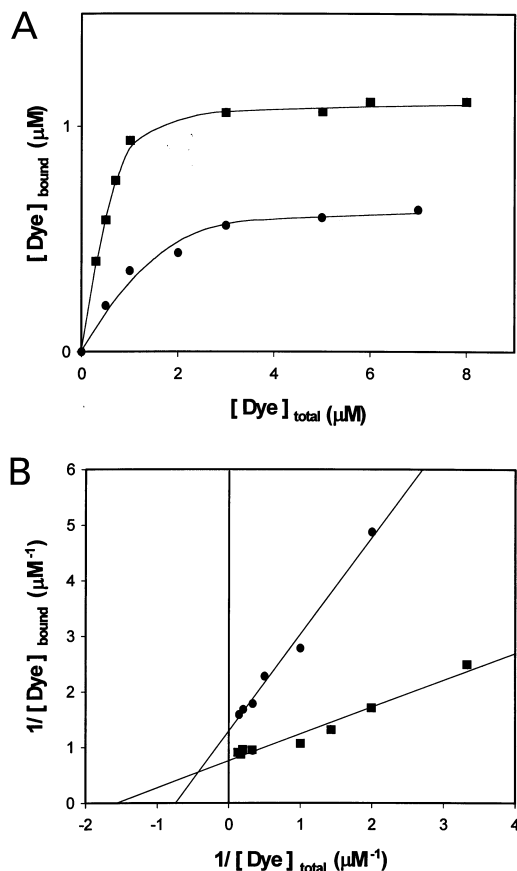 A
[ Dye ] bound (μM)
1
0
0 2 4 6 8
[ Dye ] total (μM)
B
1/ [ Dye ] bound (μM-1)
6
5
4
3
2
1
0
-2 -1 0 1 2 3 4
1/ [ Dye ] total (μM-1)